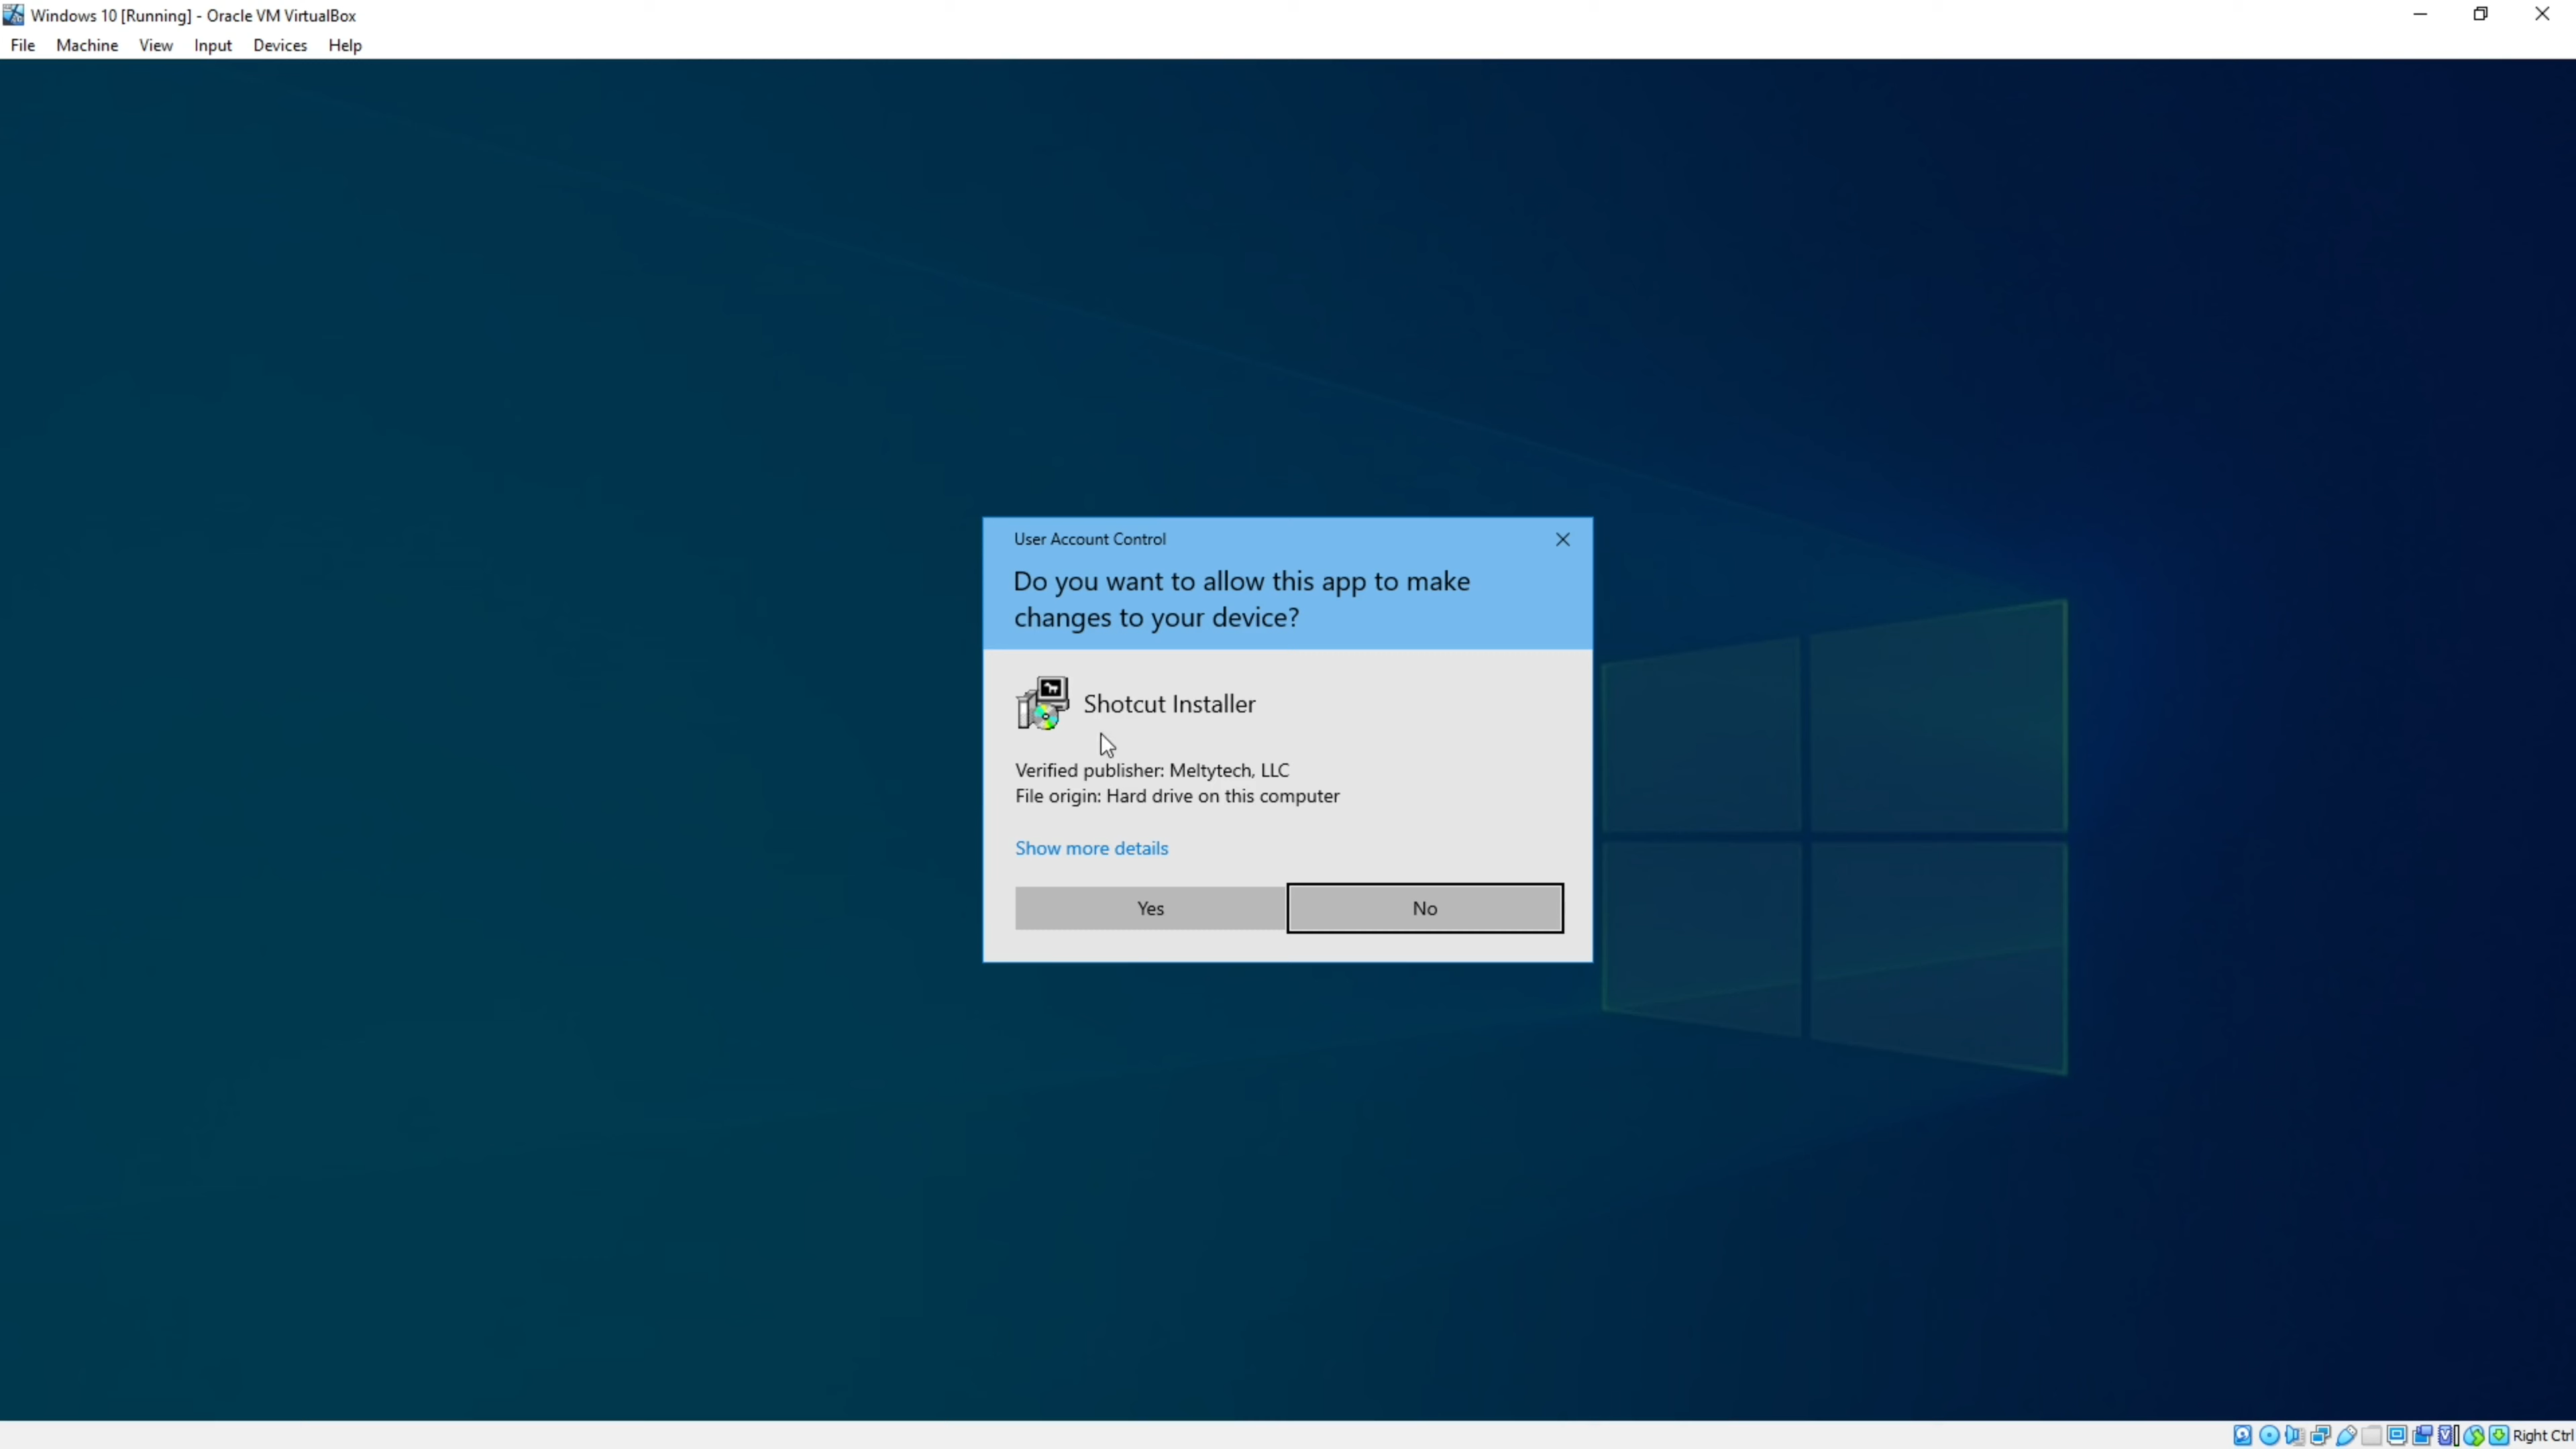 Windows 10 [Running] - Oracle VM VirtualBox
File Machine View Input Devices Help
User Account Control
Do you want to allow this app to make
changes to your device?
Shotcut Installer
Verified publisher: Meltytech, LLC
File origin: Hard drive on this computer
Show more details
Yes No
Right Ctrl